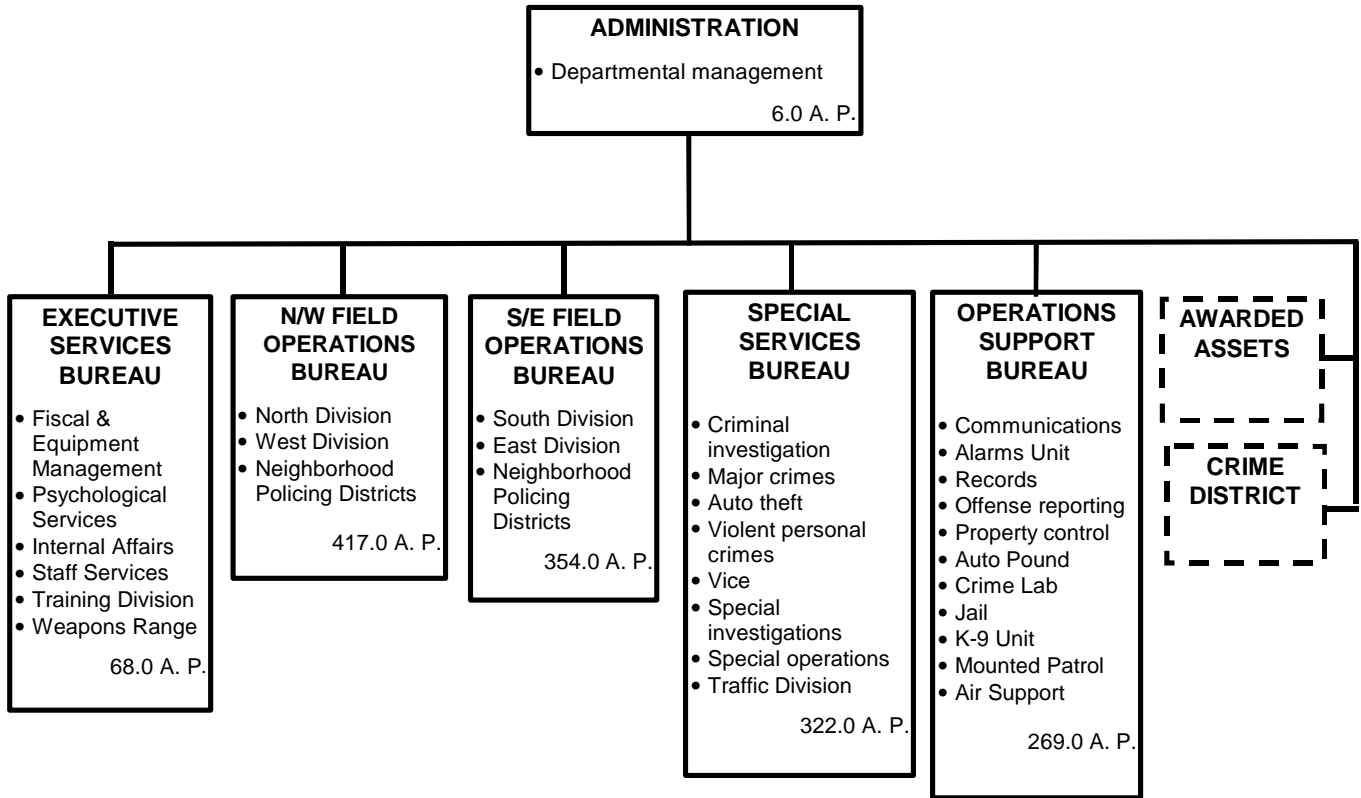 ADMINISTRATION
• Departmental management
6.0 A. P.
EXECUTIVE
SERVICES
BUREAU
• Fiscal &
Equipment
Management
• Psychological
Services
• Internal Affairs
• Staff Services
• Training Division
• Weapons Range
68.0 A. P.
N/W FIELD
OPERATIONS
BUREAU
• North Division
• West Division
• Neighborhood
Policing Districts
417.0 A. P.
S/E FIELD
OPERATIONS
BUREAU
• South Division
• East Division
• Neighborhood
Policing
Districts
354.0 A. P.
SPECIAL
SERVICES
BUREAU
• Criminal
investigation
• Major crimes
• Auto theft
• Violent personal
crimes
• Vice
• Special
investigations
• Special operations
• Traffic Division
322.0 A. P.
OPERATIONS
SUPPORT
BUREAU
• Communications
• Alarms Unit
• Records
• Offense reporting
• Property control
• Auto Pound
• Crime Lab
• Jail
• K-9 Unit
• Mounted Patrol
• Air Support
269.0 A. P.
AWARDED
ASSETS
CRIME
DISTRICT